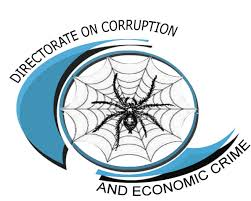 DIRECTORATE ON CORRUPTION
AND ECONOMIC CRIME